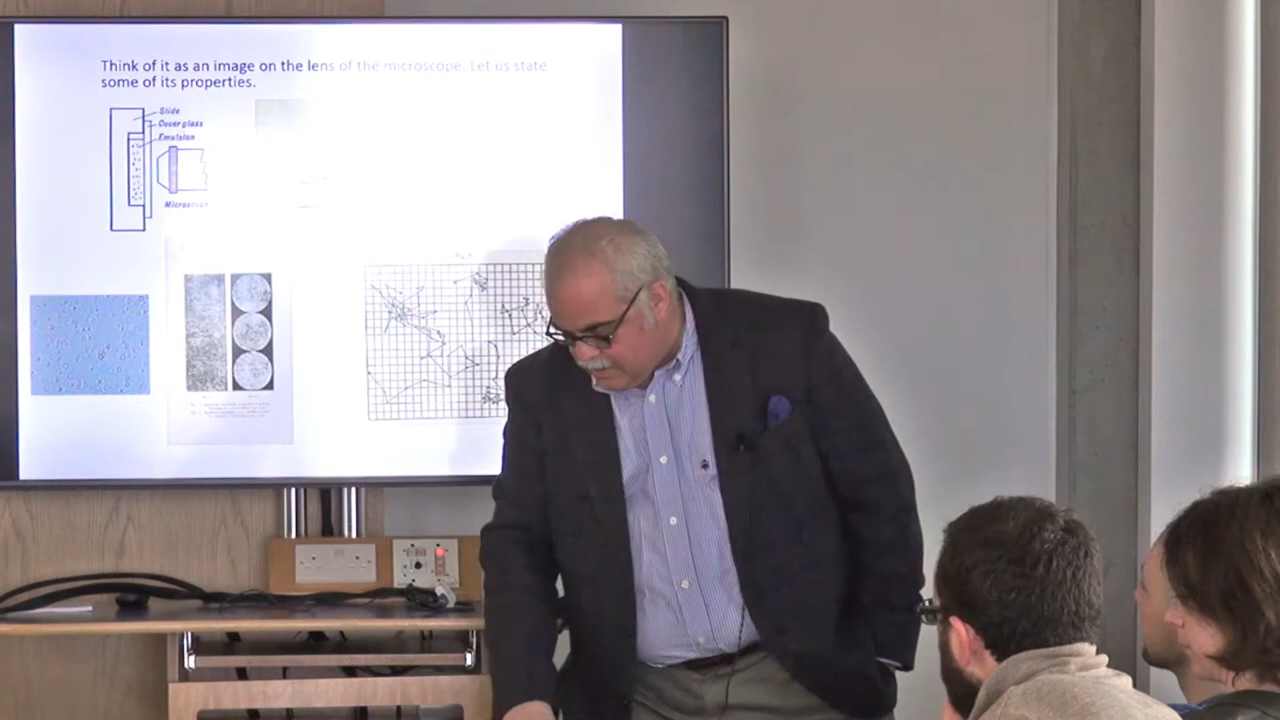 Think of it as an image on the lens of the microscope. Let us state
some of its properties.
Slide
Cover glass
Emulsion